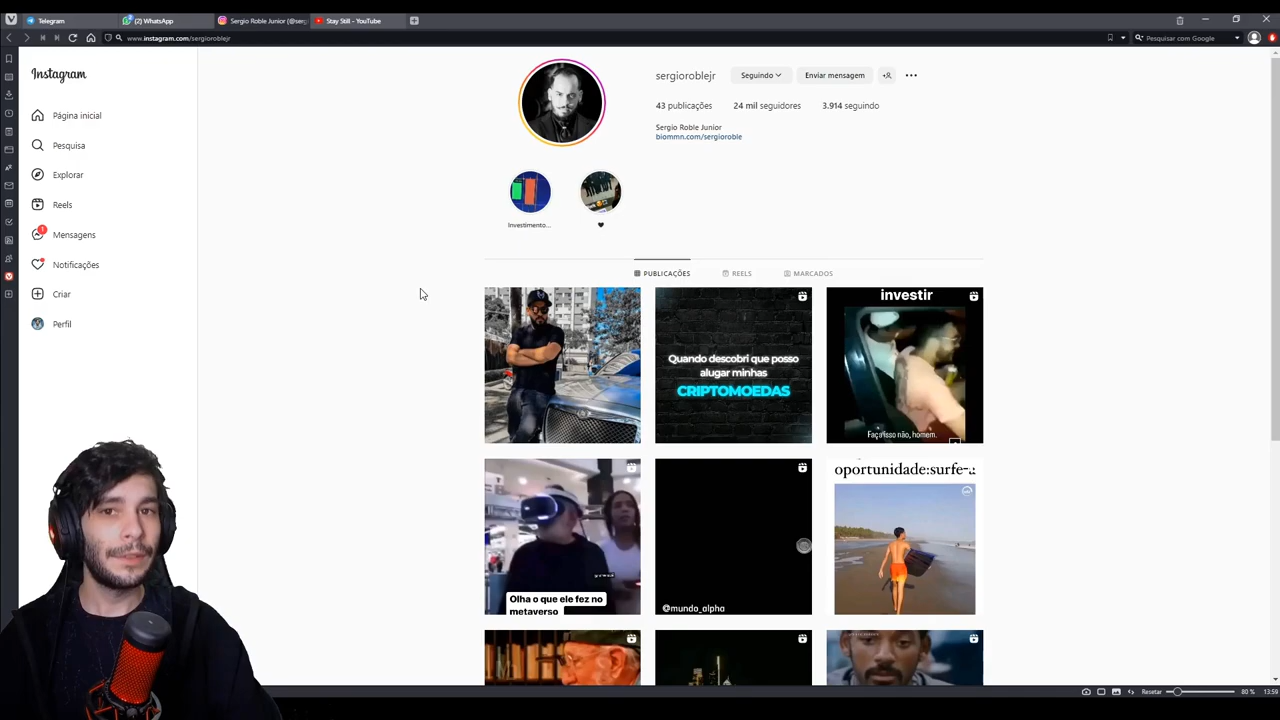 Telegram
(2) WhatsApp
Sergio Roble Junior (@serg
Stay Still - YouTube
www.instagram.com/sergioroblejr
Pesquisar com Google
Instagram
Página inicial
Pesquisa
Explorar
Reels
1
Mensagens
Notificações
Criar
Perfil
sergioroblejr
Seguindo
Enviar mensagem
43 publicações
24 mil seguidores
3.914 seguindo
Sergio Roble Junior
biommn.com/sergioroble
Investimento...
PUBLICAÇÕES
REELS
MARCADOS
Quando descobri que posso
alugar minhas
CRIPTOMOEDAS
investir
Faça isso não, homem.
Olha o que ele fez no
metaverso
@mundo_alpha
oportunidade:surfe-..
Resetar
80 %
13:59